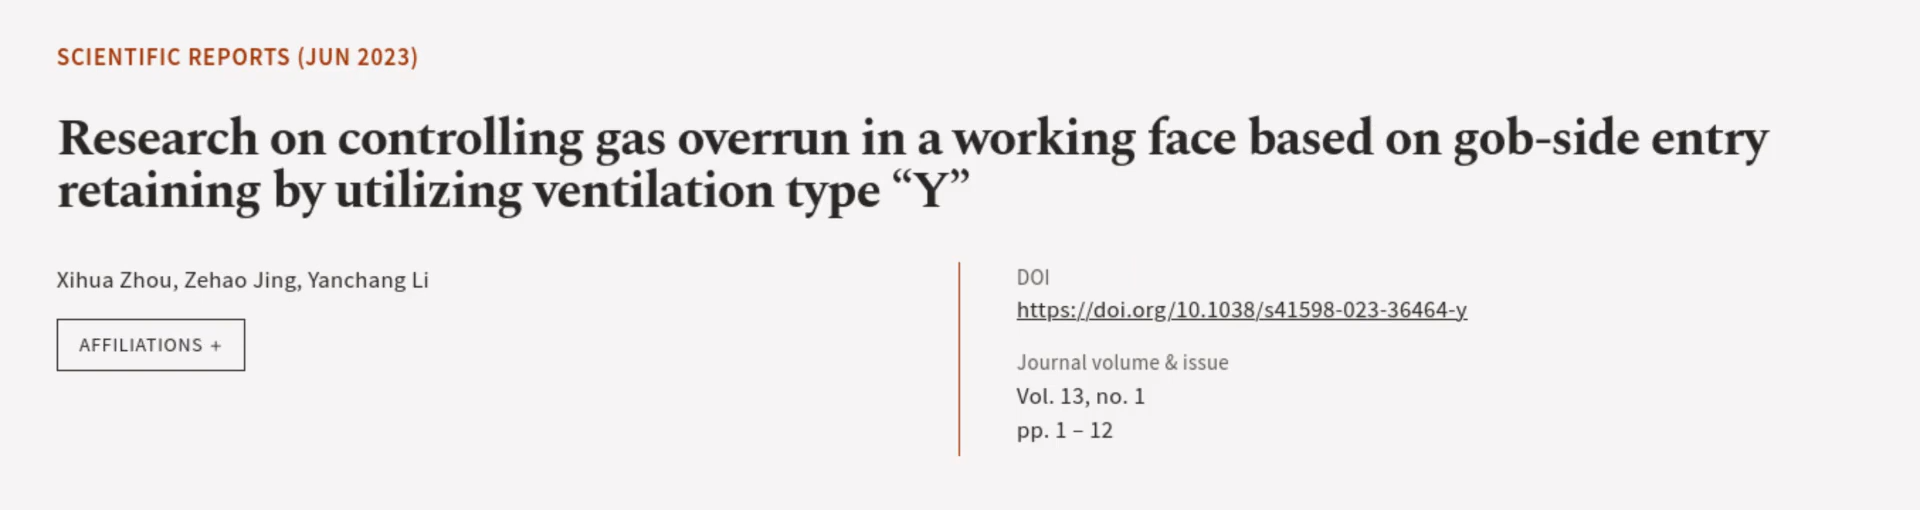 SCIENTIFIC REPORTS (JUN 2023)
Research on controlling gas overrun in a working face based on gob-side entry
retaining by utilizing ventilation type “Y”
Xihua Zhou, Zehao Jing, Yanchang Li
AFFILIATIONS +
DOI
https://doi.org/10.1038/s41598-023-36464-y
Journal volume & issue
Vol. 13, no. 1
pp. 1 – 12